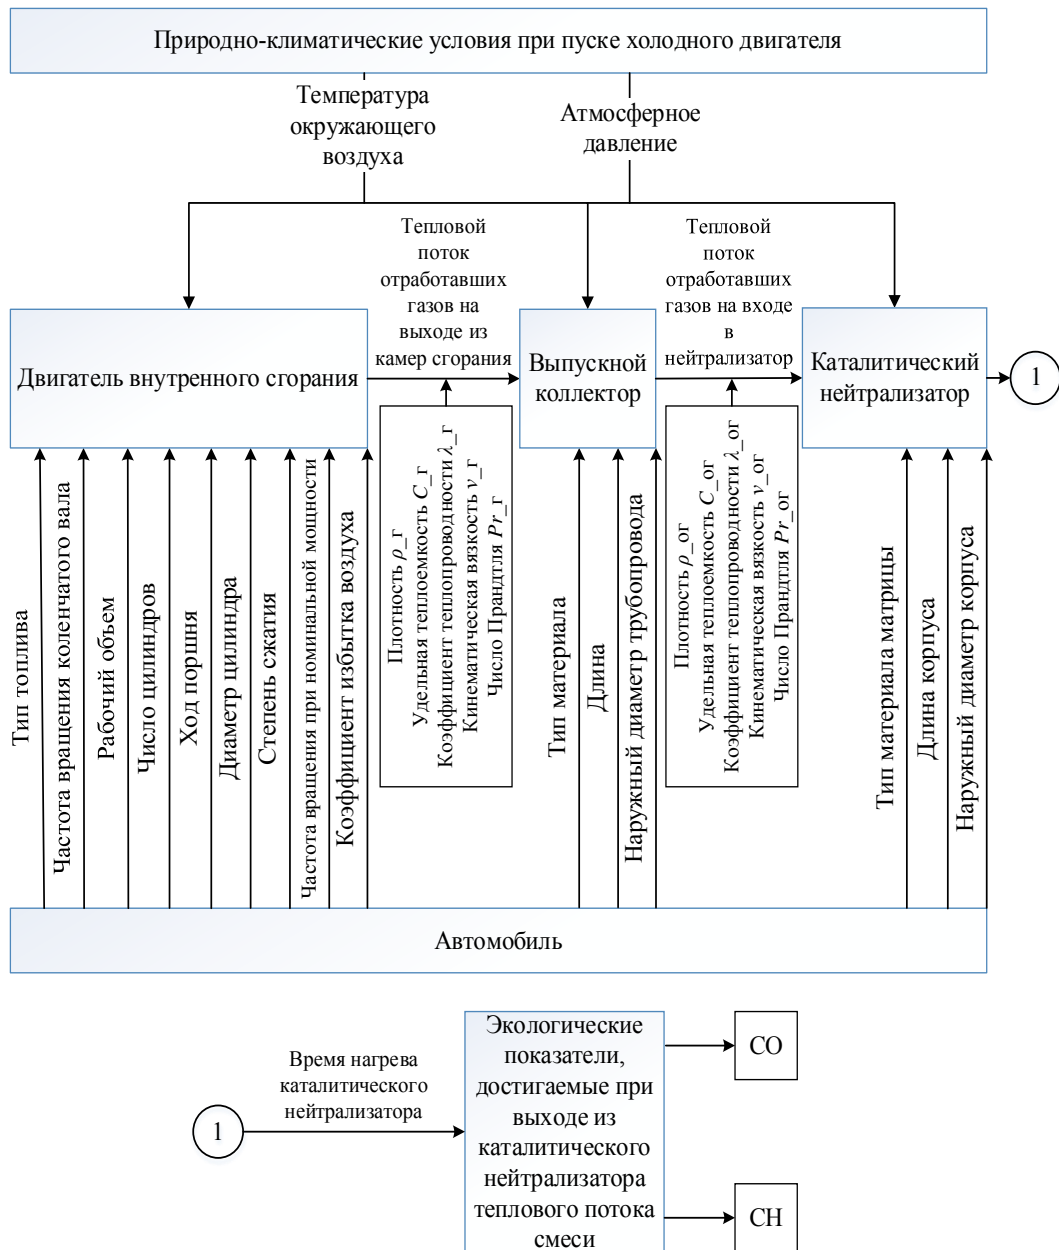 Природно-климатические условия при пуске холодного двигателя
Температура
окружающего
воздуха
Атмосферное
давление
Тепловой
поток
отработавших
газов на
выходе из
камер сгорания
Тепловой
поток
отработавших
газов на входе
в
нейтрализатор
Двигатель внутренного сгорания
Выпускной
коллектор
Каталитический
нейтрализатор
1
Тип топлива
Частота вращения коленчатого вала
Рабочий объем
Число цилиндров
Ход поршня
Диаметр цилиндра
Степень сжатия
Частота вращения при номинальной мощности
Коэффициент избытка воздуха
Плотность ρ_г
Удельная теплоемкость C_г
Коэффициент теплопроводности λ_г
Кинематическая вязкость ν_г
Число Прандтля Pr_г
Тип материала
Длина
Наружный диаметр трубопровода
Плотность ρ_ог
Удельная теплоемкость C_ог
Коэффициент теплопроводности λ_ог
Кинематическая вязкость ν_ог
Число Прандтля Pr_ог
Тип материала матрицы
Длина корпуса
Наружный диаметр корпуса
Автомобиль
1
Время нагрева
каталитического
нейтрализатора
Экологические
показатели,
достигаемые при
выходе из
каталитического
нейтрализатора
теплового потока
смеси
CO
CH